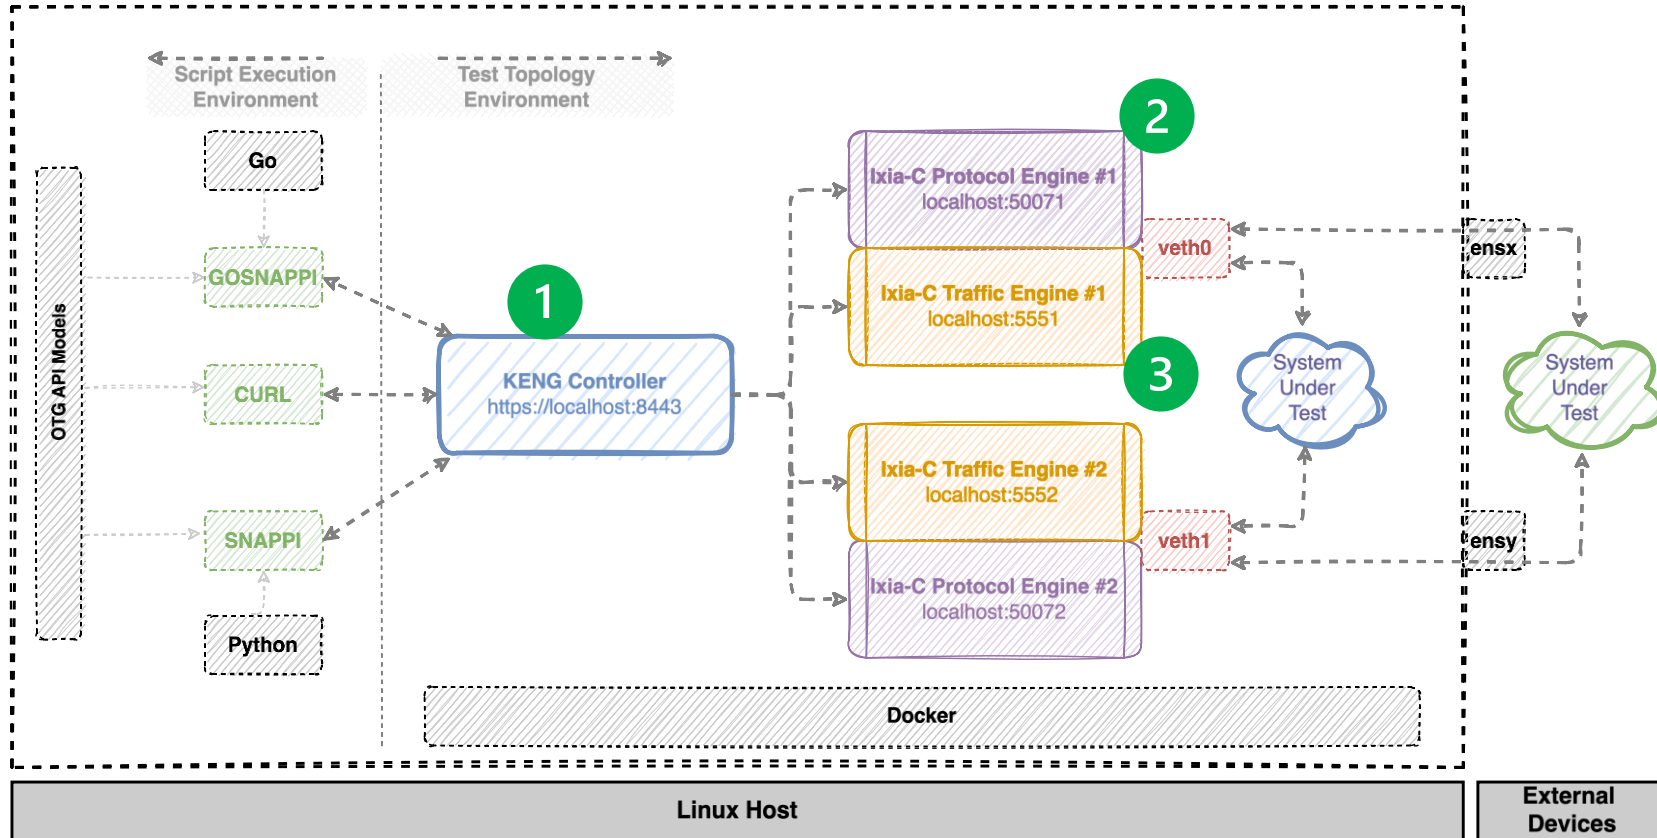 Script Execution
Environment
Test Topology
Environment
Go
GOSNAPPI
CURL
SNAPPI
Python
OTG API Models
1
KENG Controller
https://localhost:8443
2
Ixia-C Protocol Engine #1
localhost:50071
Ixia-C Traffic Engine #1
localhost:5551
3
Ixia-C Traffic Engine #2
localhost:5552
Ixia-C Protocol Engine #2
localhost:50072
veth0
veth1
System
Under
Test
ensx
ensy
System
Under
Test
Docker
Linux Host
External
Devices